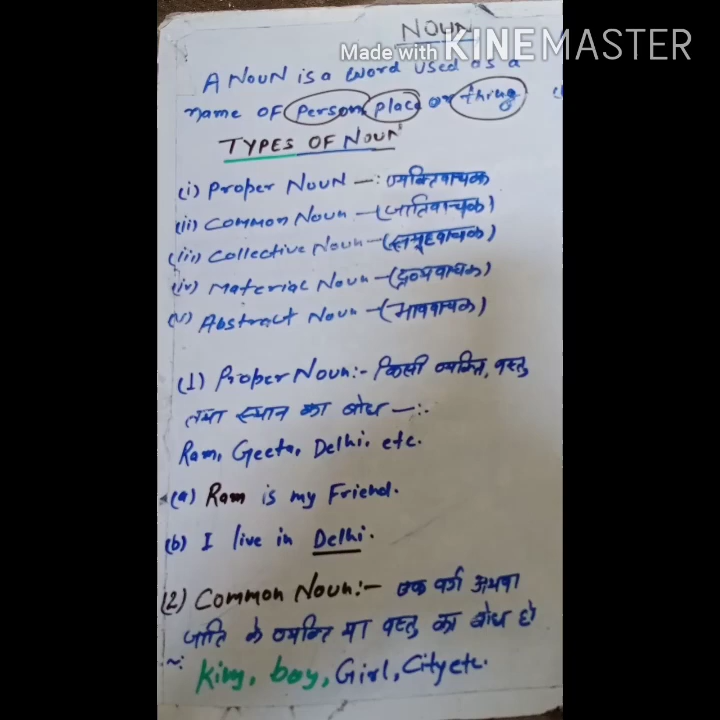 NOUN
Made with KINEMASTER
A NOUN is a word used as a
name OF person, place or thing.
TYPES OF NOUN
(i) Proper NOUN —: व्यक्तिवाचक
(ii) Common Noun —(जातिवाचक)
(iii) Collective Noun —(समूहवाचक)
(iv) Material Noun —(द्रव्यवाचक)
(v) Abstract Noun —(भाववाचक)
(1) Proper Noun:- किसी व्यक्ति, वस्तु
तथा स्थान का बोध —:-
Ram, Geeta, Delhi, etc.
(a) Ram is my Friend.
(b) I live in Delhi.
(2) Common Noun:- एक वर्ग अथवा
जाति के व्यक्ति या वस्तु का बोध हो
~: King, boy, Girl, City etc.